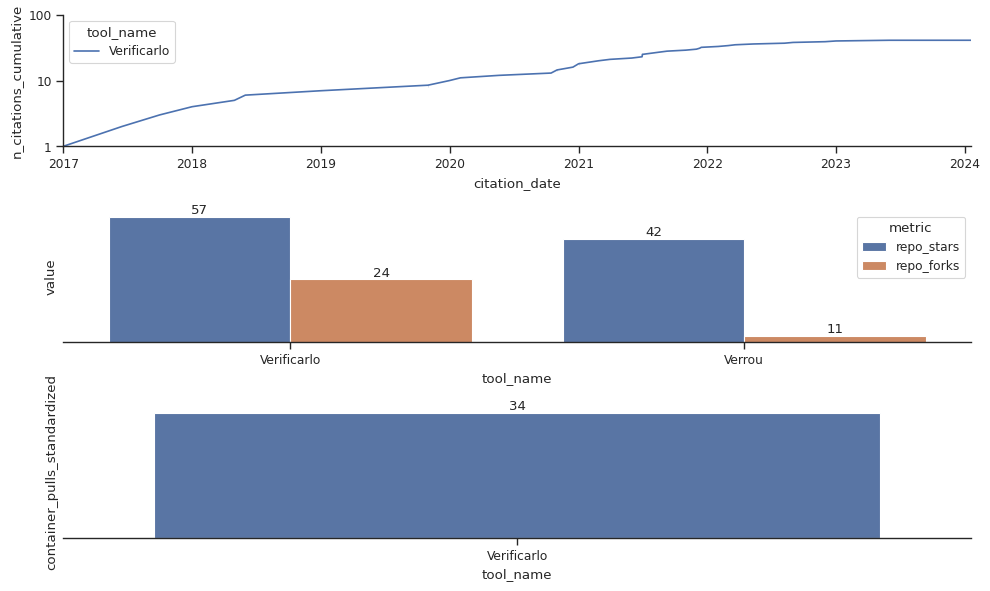 n_citations_cumulative
100
10
1
tool_name
Verificarlo
2017 2018 2019 2020 2021 2022 2023 2024
citation_date
value
57 24 42 11
metric
repo_stars
repo_forks
Verificarlo Verrou
tool_name
container_pulls_standardized
34
Verificarlo
tool_name